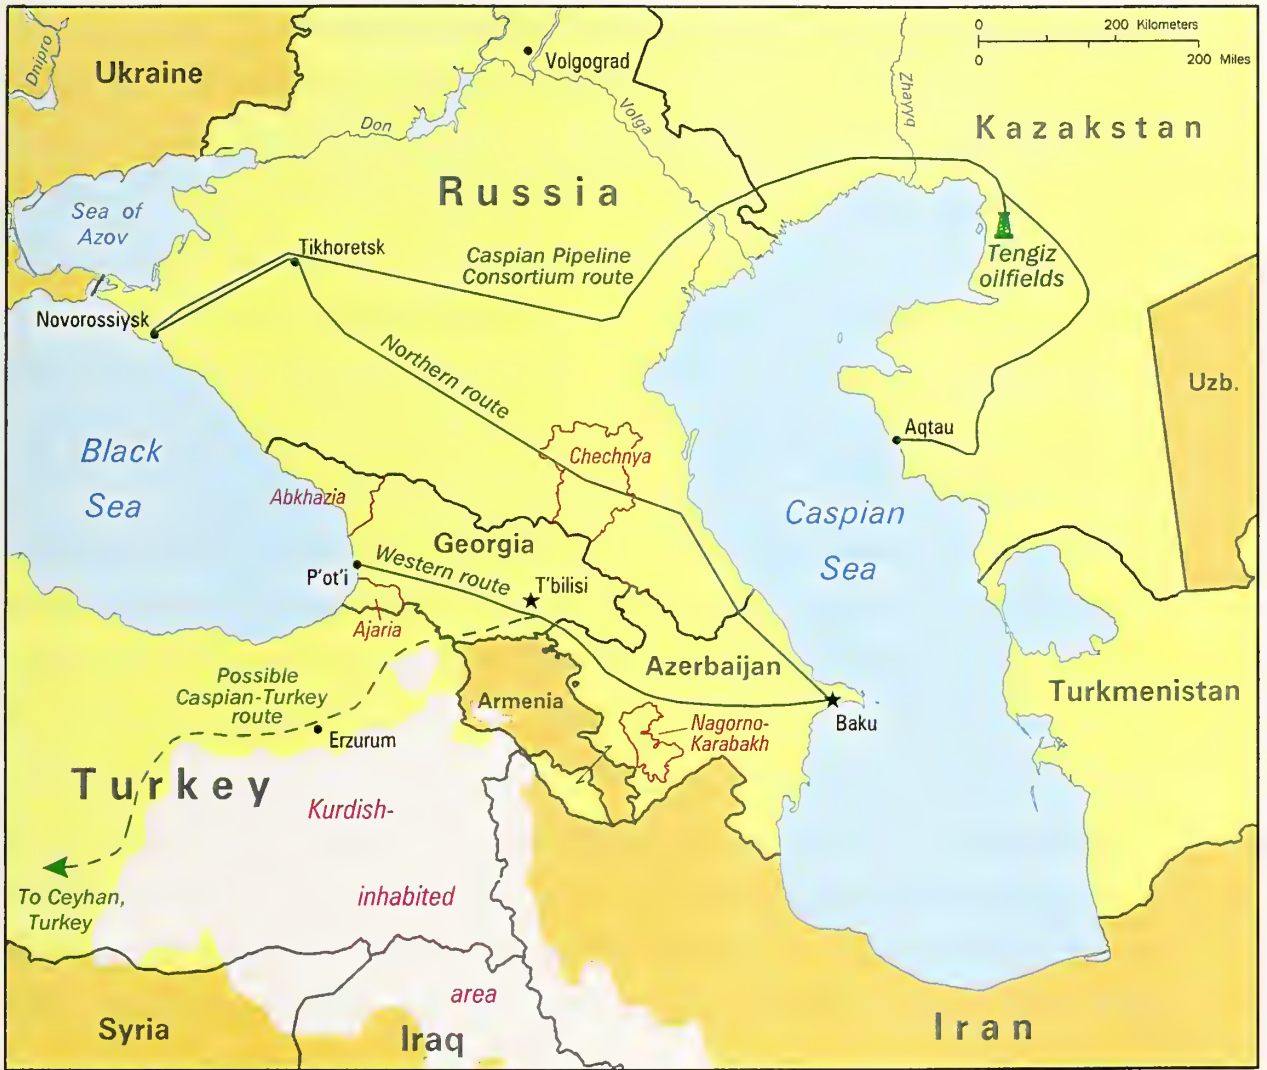 0
200 Kilometers
0
200 Miles
Dnipro
Ukraine
Volgograd
Volga
Don
Zhayyq
Kazakstan
Russia
Sea of
Azov
Tikhoretsk
Caspian Pipeline
Consortium route
Tengiz
oilfields
Novorossiysk
Northern route
Uzb.
Black
Sea
Chechnya
Aqtau
Abkhazia
Caspian
Sea
Georgia
Western route
P'ot'i
T'bilisi
Ajaria
Azerbaijan
Possible
Caspian-Turkey
route
Armenia
Turkmenistan
Nagorno-
Karabakh
Baku
Erzurum
Turkey
Kurdish-
inhabited
area
To Ceyhan,
Turkey
Syria
Iraq
Iran